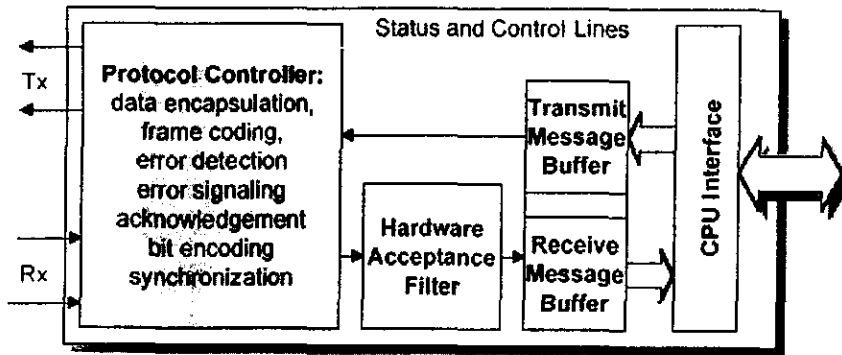 Status and Control Lines
Tx
Rx
Protocol Controller:
data encapsulation,
frame coding,
error detection
error signaling
acknowledgement
bit encoding
synchronization
Hardware
Acceptance
Filter
Transmit
Message
Buffer
Receive
Message
Buffer
CPU Interface